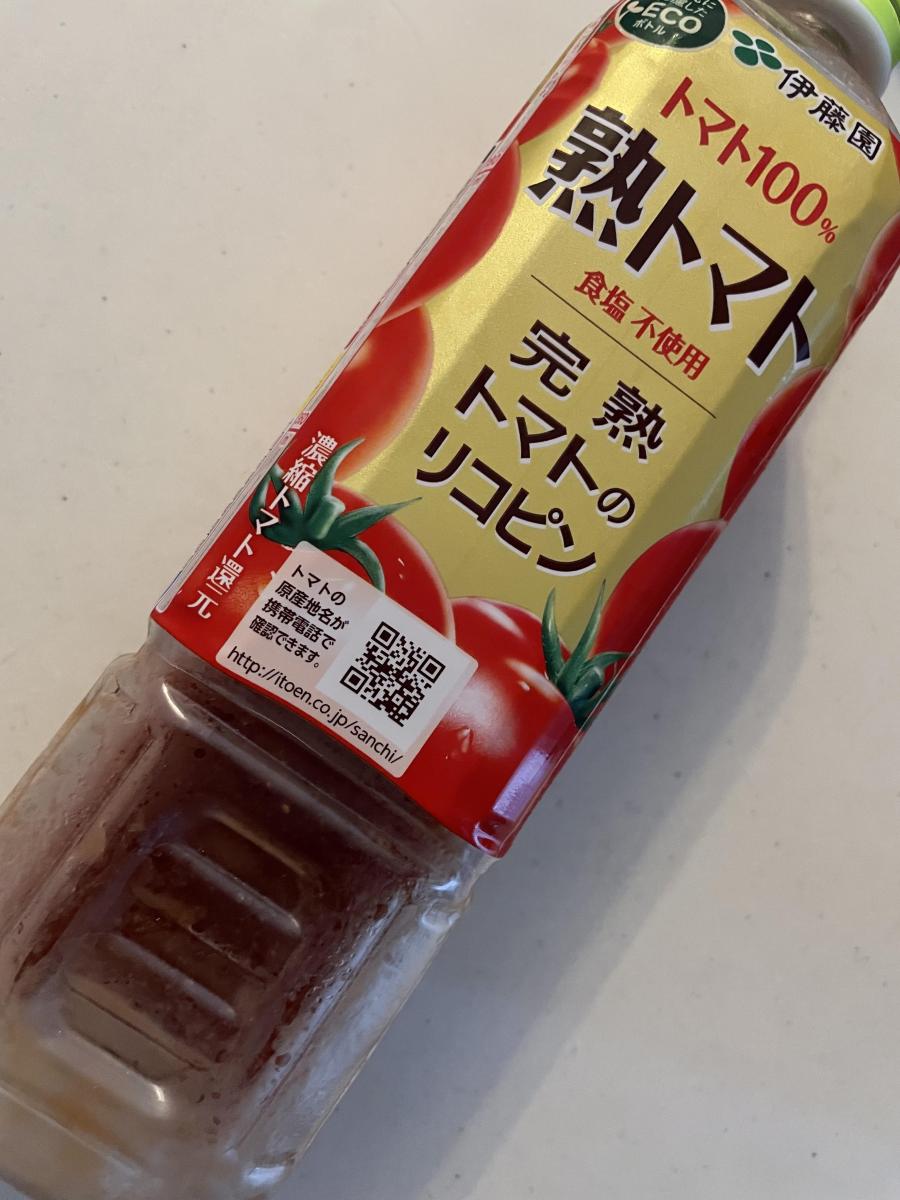 ECO
ボトル
伊藤園
トマト100%
熟トマト
食塩 不使用
完熟
トマトの
リコピン
濃縮トマト還元
トマトの
原産地名が
携帯電話で
確認できます。
http://itoen.co.jp/sanchi/